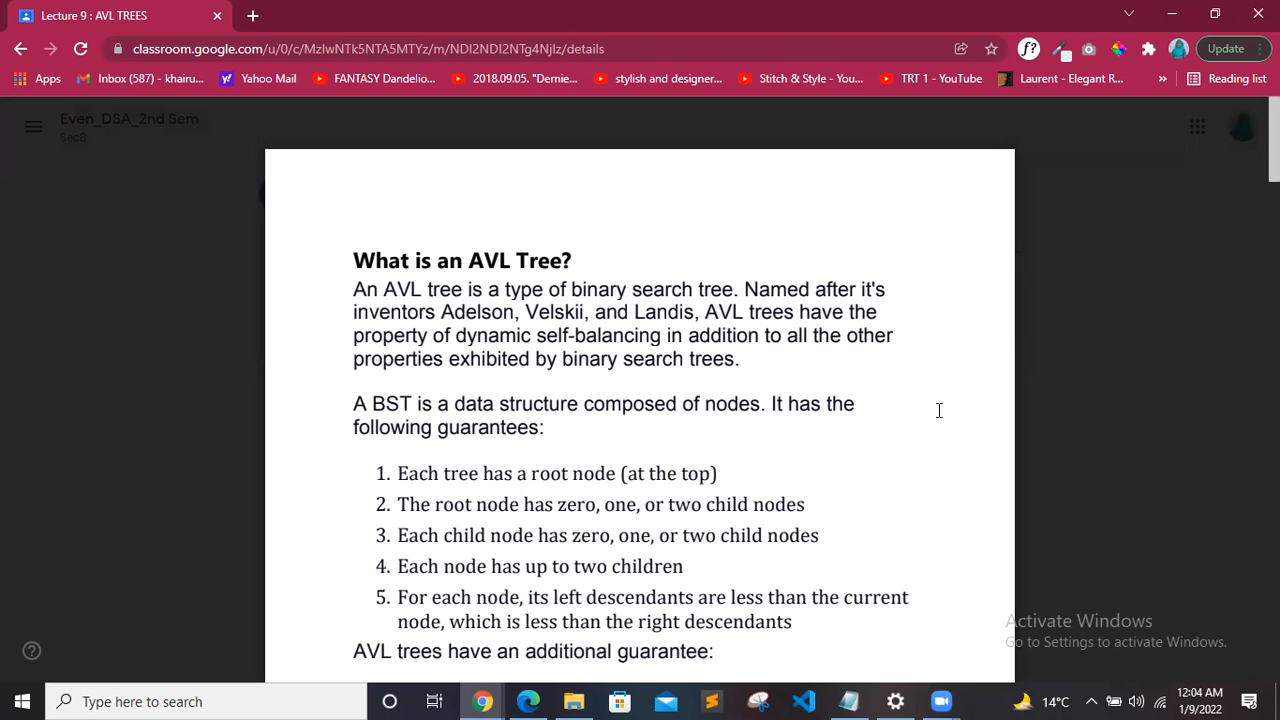 Lecture 9 : AVL TREES
classroom.google.com/u/0/c/MzIwNTk5NTA5MTYz/m/NDI2NDI2NTg4NjIz/details
Update
Apps
Inbox (587) - khairu...
Yahoo Mail
FANTASY Dandelio...
2018.09.05. "Dernie...
stylish and designer...
Stitch & Style - You...
TRT 1 - YouTube
Laurent - Elegant R...
Reading list
Even_DSA_2nd Sem
What is an AVL Tree?
An AVL tree is a type of binary search tree. Named after it's
inventors Adelson, Velskii, and Landis, AVL trees have the
property of dynamic self-balancing in addition to all the other
properties exhibited by binary search trees.
A BST is a data structure composed of nodes. It has the
following guarantees:
1. Each tree has a root node (at the top)
2. The root node has zero, one, or two child nodes
3. Each child node has zero, one, or two child nodes
4. Each node has up to two children
5. For each node, its left descendants are less than the current
node, which is less than the right descendants
AVL trees have an additional guarantee:
Activate Windows
Go to Settings to activate Windows.
Type here to search
14°C
12:04 AM
1/9/2022